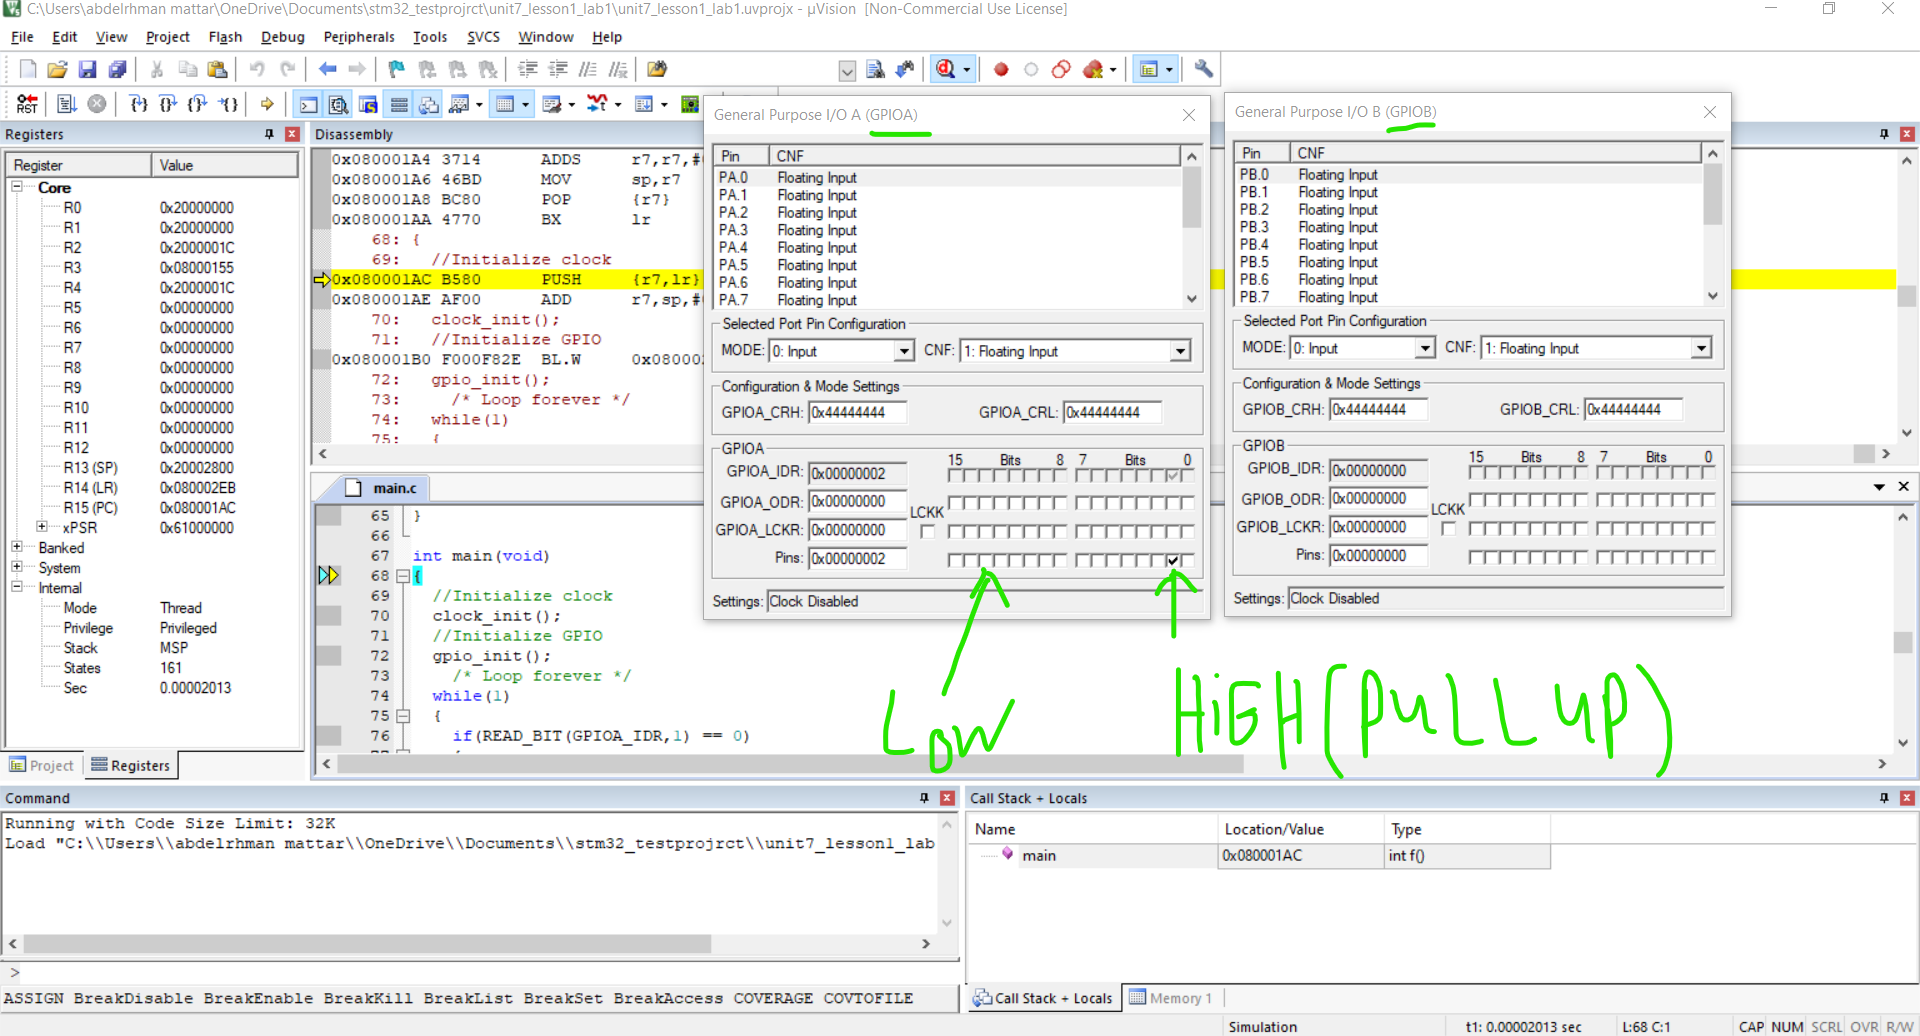 C:\Users\abdelrhman mattar\OneDrive\Documents\stm32_testprojrct\unit7_lesson1_lab1\unit7_lesson1_lab1.uvprojx - µVision [Non-Commercial Use License]
File Edit View Project Flash Debug Peripherals Tools SVCS Window Help
RST
Registers
Register Value
Core
R0 0x20000000
R1 0x20000000
R2 0x2000001C
R3 0x08000155
R4 0x2000001C
R5 0x00000000
R6 0x00000000
R7 0x00000000
R8 0x00000000
R9 0x00000000
R10 0x00000000
R11 0x00000000
R12 0x00000000
R13 (SP) 0x20002800
R14 (LR) 0x080002EB
R15 (PC) 0x080001AC
xPSR 0x61000000
Banked
System
Internal
Mode Thread
Privilege Privileged
Stack MSP
States 161
Sec 0.00002013
Project Registers
Disassembly
0x080001A4 3714 ADDS r7,r7,#
0x080001A6 46BD MOV sp,r7
0x080001A8 BC80 POP {r7}
0x080001AA 4770 BX lr
68: {
69: //Initialize clock
0x080001AC B580 PUSH {r7,lr}
0x080001AE AF00 ADD r7,sp,#
70: clock_init();
71: //Initialize GPIO
0x080001B0 F000F82E BL.W 0x08000
72: gpio_init();
73: /* Loop forever */
74: while(1)
75: {
main.c
65 }
66
67 int main(void)
68 {
69 //Initialize clock
70 clock_init();
71 //Initialize GPIO
72 gpio_init();
73 /* Loop forever */
74 while(1)
75 {
76 if(READ_BIT(GPIOA_IDR,1) == 0)
General Purpose I/O A (GPIOA)
Pin CNF
PA.0 Floating Input
PA.1 Floating Input
PA.2 Floating Input
PA.3 Floating Input
PA.4 Floating Input
PA.5 Floating Input
PA.6 Floating Input
PA.7 Floating Input
Selected Port Pin Configuration
MODE: 0: Input CNF: 1: Floating Input
Configuration & Mode Settings
GPIOA_CRH: 0x44444444 GPIOA_CRL: 0x44444444
GPIOA
15 Bits 8 7 Bits 0
GPIOA_IDR: 0x00000002
GPIOA_ODR: 0x00000000
LCKK
GPIOA_LCKR: 0x00000000
Pins: 0x00000002
Settings: Clock Disabled
General Purpose I/O B (GPIOB)
Pin CNF
PB.0 Floating Input
PB.1 Floating Input
PB.2 Floating Input
PB.3 Floating Input
PB.4 Floating Input
PB.5 Floating Input
PB.6 Floating Input
PB.7 Floating Input
Selected Port Pin Configuration
MODE: 0: Input CNF: 1: Floating Input
Configuration & Mode Settings
GPIOB_CRH: 0x44444444 GPIOB_CRL: 0x44444444
GPIOB
15 Bits 8 7 Bits 0
GPIOB_IDR: 0x00000000
GPIOB_ODR: 0x00000000
LCKK
GPIOB_LCKR: 0x00000000
Pins: 0x00000000
Settings: Clock Disabled
LOW
HiGH (PULL UP)
Command
Running with Code Size Limit: 32K
Load "C:\\Users\\abdelrhman mattar\\OneDrive\\Documents\\stm32_testprojrct\\unit7_lesson1_lab
>
ASSIGN BreakDisable BreakEnable BreakKill BreakList BreakSet BreakAccess COVERAGE COVTOFILE
Call Stack + Locals
Name Location/Value Type
main 0x080001AC int f()
Call Stack + Locals Memory 1
Simulation t1: 0.00002013 sec L:68 C:1 CAP NUM SCRL OVR R/W